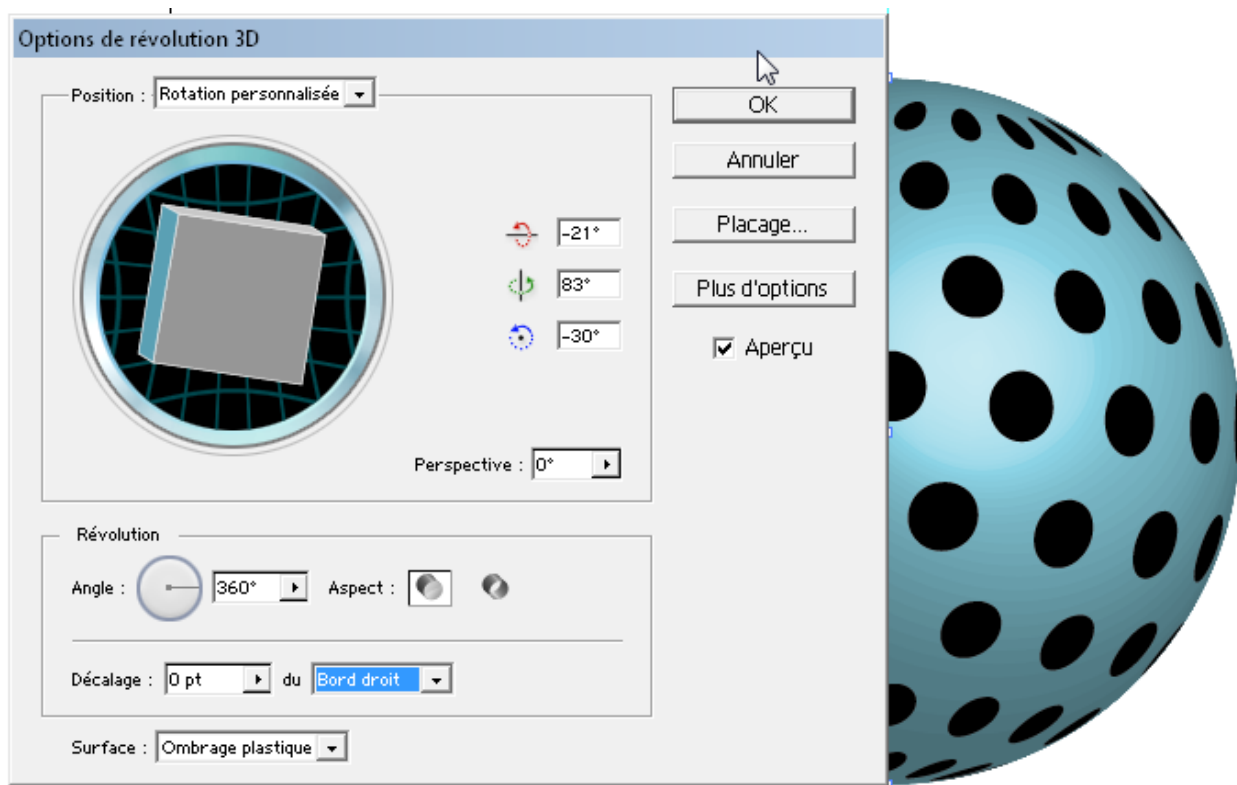 Options de révolution 3D
Position : Rotation personnalisée
OK
Annuler
-21°
Placage...
83°
Plus d'options
-30°
Aperçu
Perspective : 0°
Révolution
Angle : 360° Aspect :
Décalage : 0 pt du Bord droit
Surface : Ombrage plastique